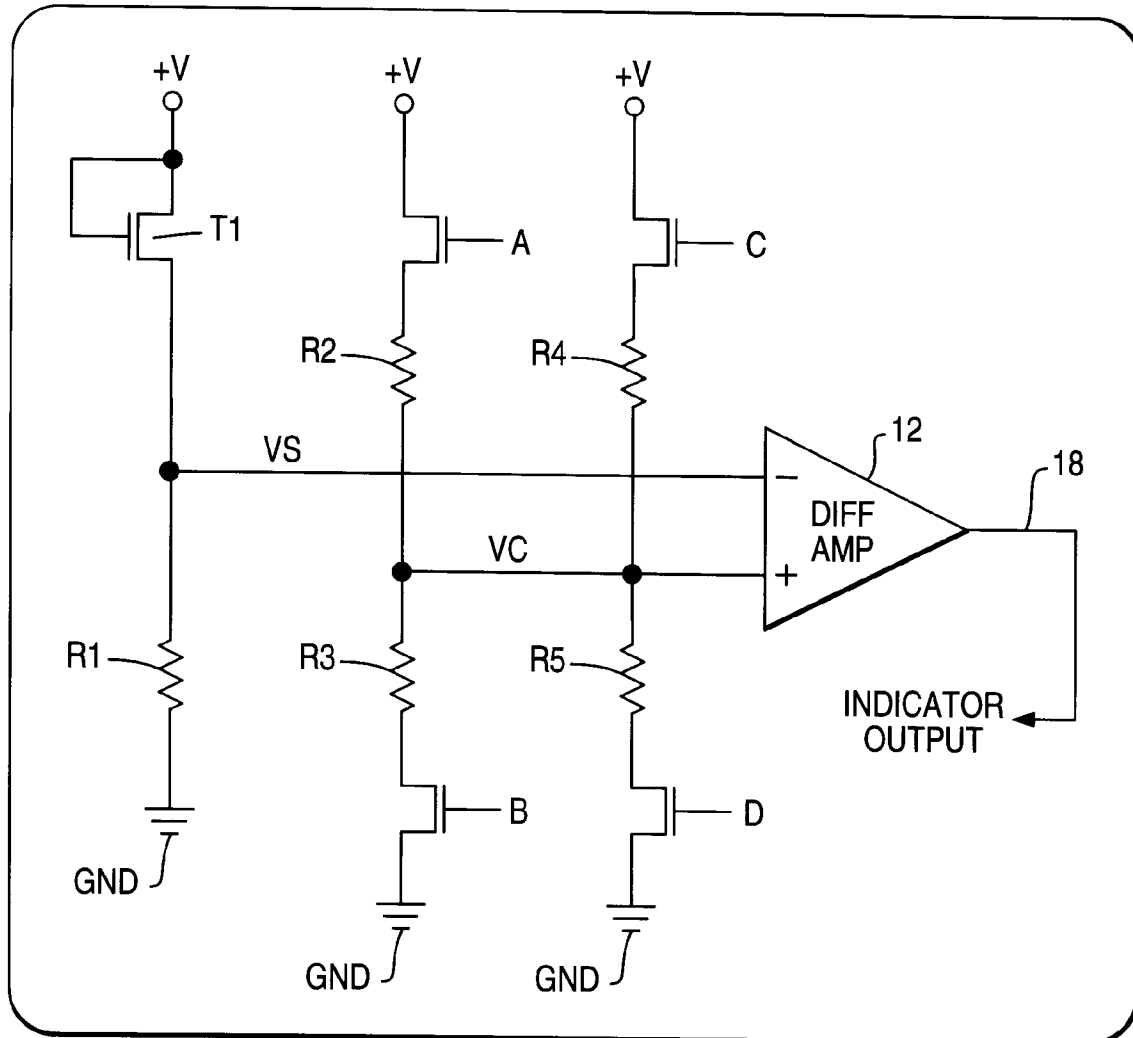 +V
+V
+V
T1
A
C
R2
R4
VS
12
18
-
DIFF
AMP
VC
+
R1
R3
R5
INDICATOR
OUTPUT
B
D
GND
GND
GND